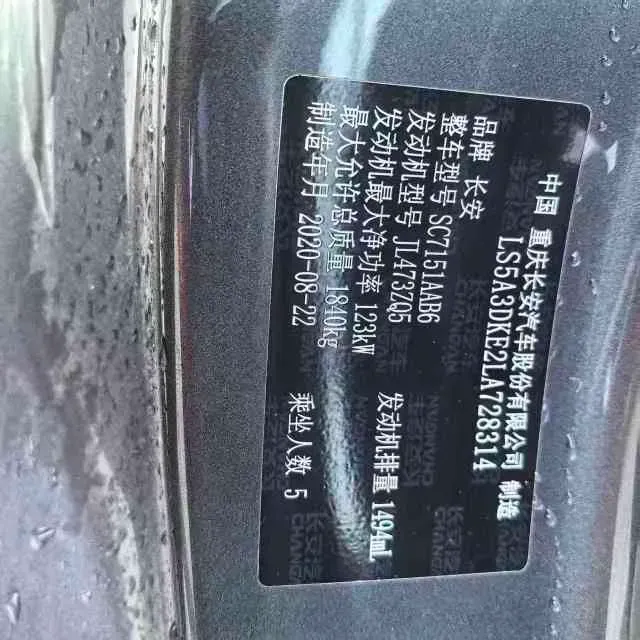 中国 重庆长安汽车股份有限公司 制造
LS5A3DKE2LA728314
品牌 长安
整车型号 SC7151AAB6
发动机型号 JL473ZQ5 发动机排量 1494mL
发动机最大净功率 123kW
最大允许总质量 1840kg 乘坐人数 5
制造年月 2020-08-22